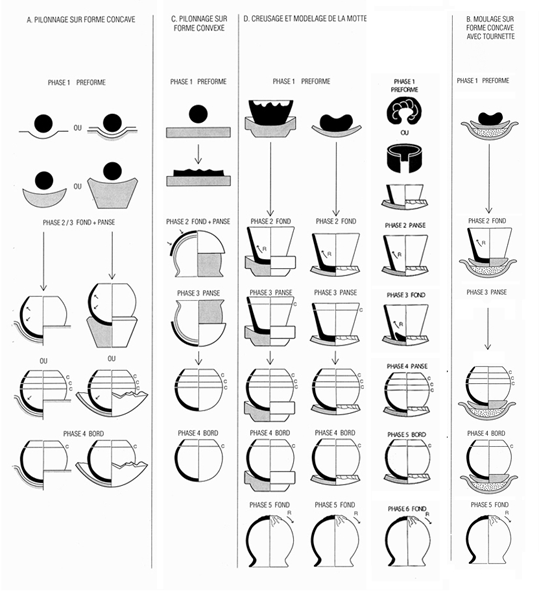 A. PILONNAGE SUR FORME CONCAVE
PHASE 1 PREFORME
OU
OU
PHASE 2/3 FOND + PANSE
OU
OU
C
C
C
C
C
C
PHASE 4 BORD
C
C
C. PILONNAGE SUR
FORME CONVEXE
PHASE 1 PREFORME
PHASE 2 FOND + PANSE
PHASE 3 PANSE
C
C
C
PHASE 4 BORD
C
D. CREUSAGE ET MODELAGE DE LA MOTTE
PHASE 1 PREFORME
PHASE 2 FOND
R
PHASE 3 PANSE
C
C
C
C
PHASE 4 BORD
C
PHASE 5 FOND
R
PHASE 2 FOND
R
PHASE 3 PANSE
C
C
C
C
PHASE 4 BORD
C
PHASE 5 FOND
R
PHASE 1
PREFORME
OU
PHASE 2 PANSE
PHASE 3 FOND
R
PHASE 4 PANSE
C
C
C
PHASE 5 BORD
C
PHASE 6 FOND
R
B. MOULAGE SUR
FORME CONCAVE
AVEC TOURNETTE
PHASE 1 PREFORME
PHASE 2 FOND
R
PHASE 3 PANSE
C
C
C
PHASE 4 BORD
C
PHASE 5 FOND
R